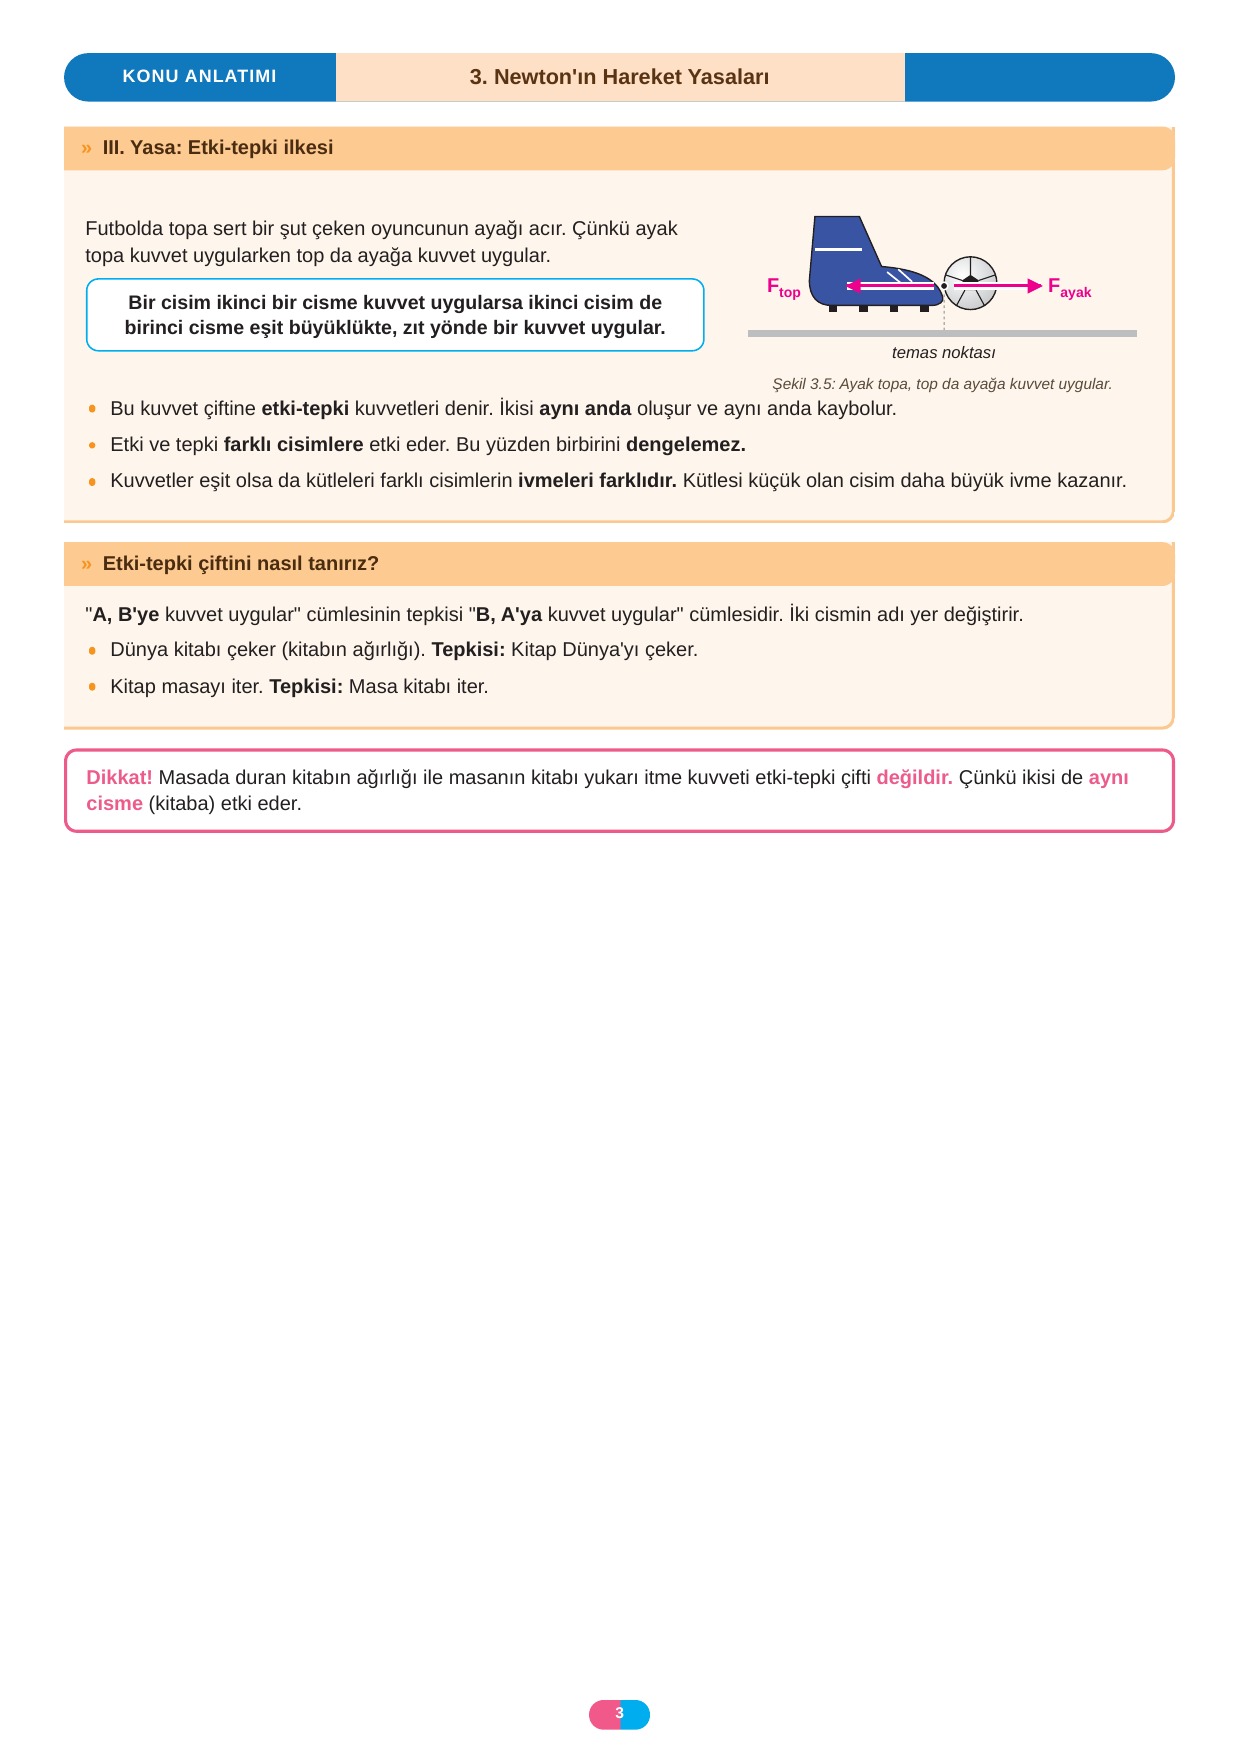 KONU ANLATIMI
3. Newton'ın Hareket Yasaları
» III. Yasa: Etki-tepki ilkesi
Futbolda topa sert bir şut çeken oyuncunun ayağı acır. Çünkü ayak
topa kuvvet uygularken top da ayağa kuvvet uygular.
Bir cisim ikinci bir cisme kuvvet uygularsa ikinci cisim de
birinci cisme eşit büyüklükte, zıt yönde bir kuvvet uygular.
Ftop
Fayak
temas noktası
Şekil 3.5: Ayak topa, top da ayağa kuvvet uygular.
• Bu kuvvet çiftine etki-tepki kuvvetleri denir. İkisi aynı anda oluşur ve aynı anda kaybolur.
• Etki ve tepki farklı cisimlere etki eder. Bu yüzden birbirini dengelemez.
• Kuvvetler eşit olsa da kütleleri farklı cisimlerin ivmeleri farklıdır. Kütlesi küçük olan cisim daha büyük ivme kazanır.
» Etki-tepki çiftini nasıl tanırız?
"A, B'ye kuvvet uygular" cümlesinin tepkisi "B, A'ya kuvvet uygular" cümlesidir. İki cismin adı yer değiştirir.
• Dünya kitabı çeker (kitabın ağırlığı). Tepkisi: Kitap Dünya'yı çeker.
• Kitap masayı iter. Tepkisi: Masa kitabı iter.
Dikkat! Masada duran kitabın ağırlığı ile masanın kitabı yukarı itme kuvveti etki-tepki çifti değildir. Çünkü ikisi de aynı
cisme (kitaba) etki eder.
3